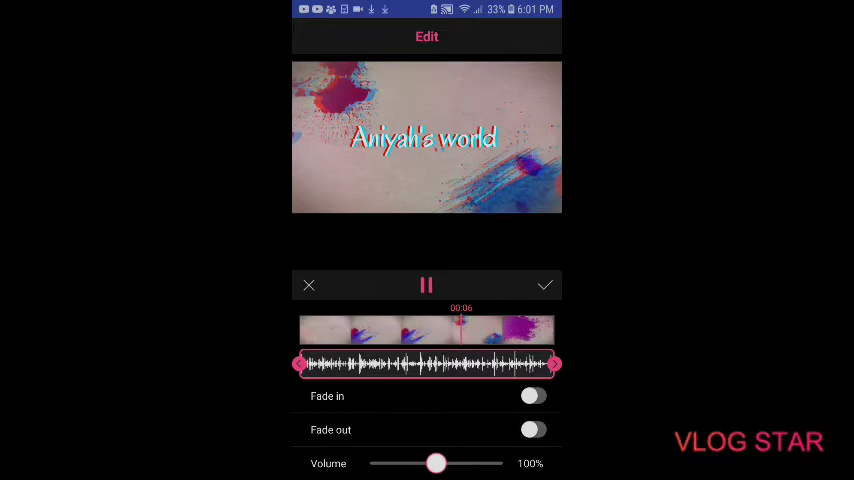 33% 6:01 PM
Edit
Aniyah's world
00:06
Fade in
Fade out
Volume 100%
VLOG STAR